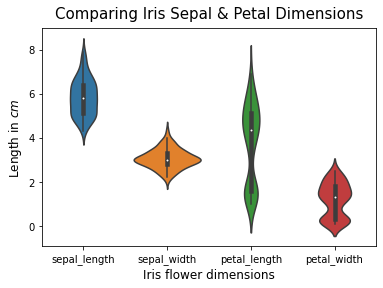 Comparing Iris Sepal & Petal Dimensions
Length in cm
8
6
4
2
0
sepal_length sepal_width petal_length petal_width
Iris flower dimensions